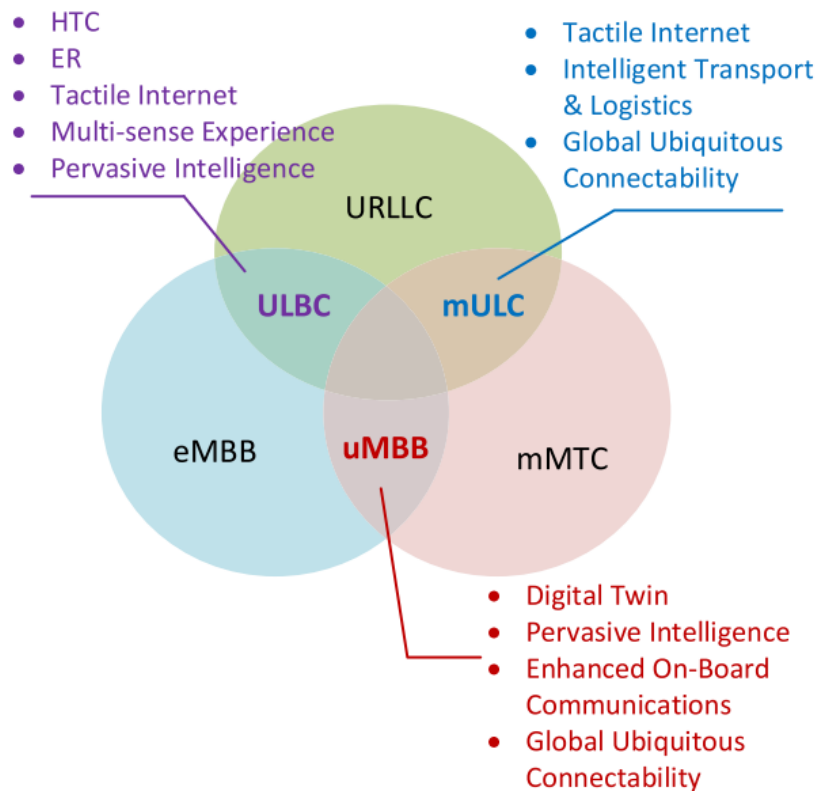 • HTC
• ER
• Tactile Internet
• Multi-sense Experience
• Pervasive Intelligence
• Tactile Internet
• Intelligent Transport
& Logistics
• Global Ubiquitous
Connectability
URLLC
ULBC
mULC
eMBB
uMBB
mMTC
• Digital Twin
• Pervasive Intelligence
• Enhanced On-Board
Communications
• Global Ubiquitous
Connectability